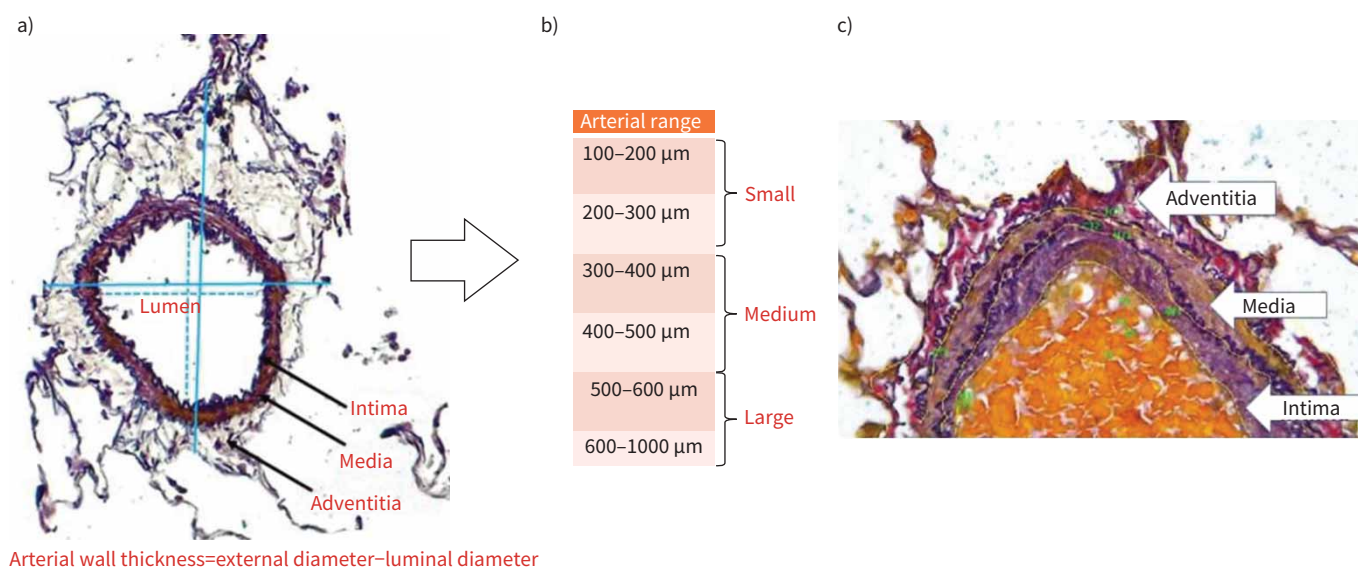 a)
Lumen
Intima
Media
Adventitia
Arterial wall thickness=external diameter−luminal diameter
b)
Arterial range
100–200 µm
200–300 µm
Small
300–400 µm
400–500 µm
Medium
500–600 µm
600–1000 µm
Large
c)
Adventitia
Media
Intima